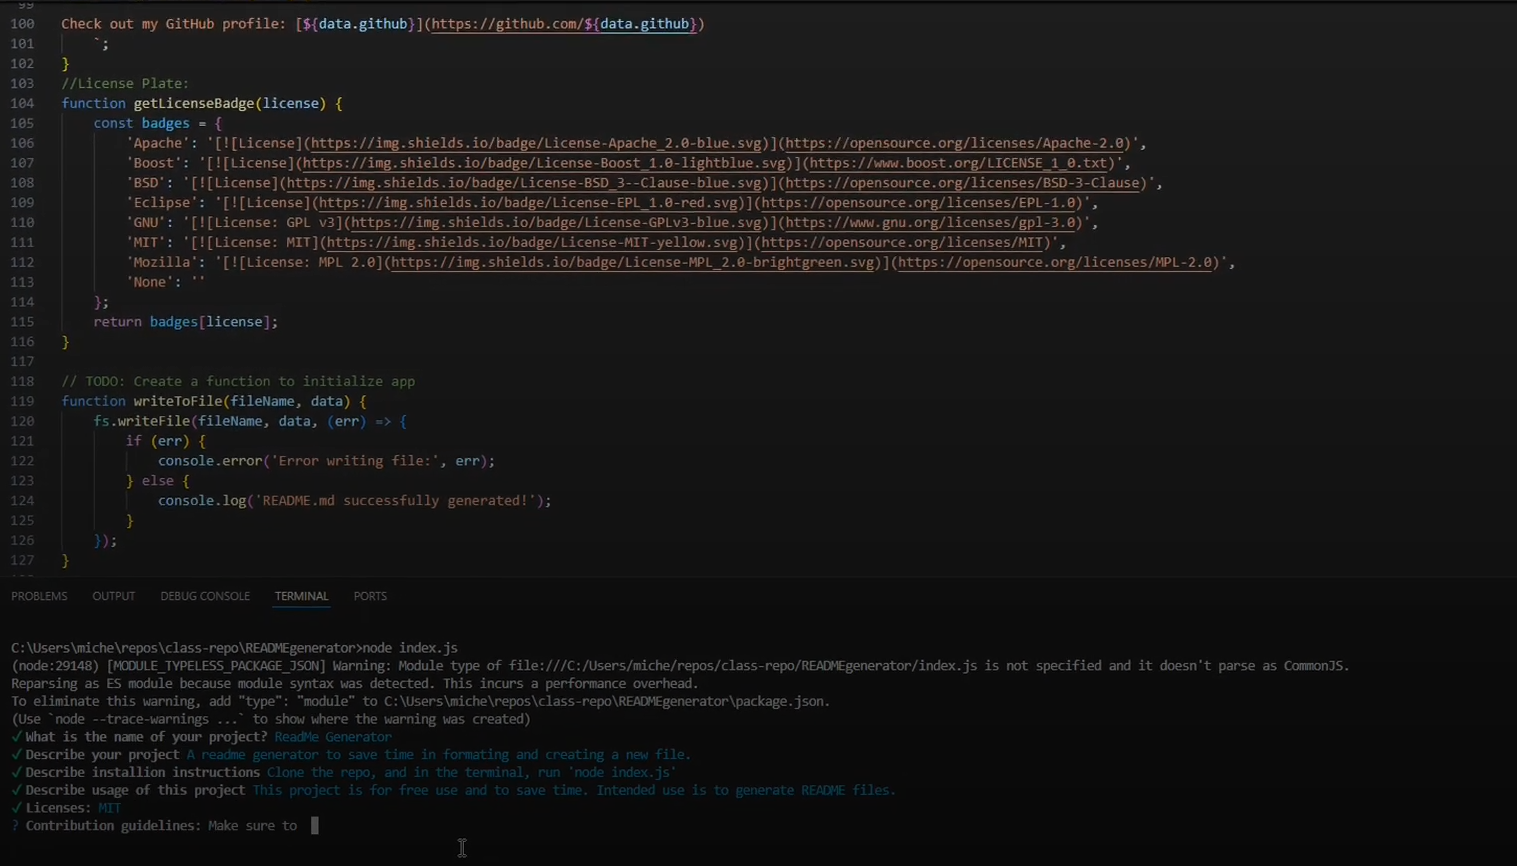 99
100 Check out my GitHub profile: [${data.github}](https://github.com/${data.github})
101     `;
102 }
103 //License Plate:
104 function getLicenseBadge(license) {
105     const badges = {
106         'Apache': '[![License](https://img.shields.io/badge/License-Apache_2.0-blue.svg)](https://opensource.org/licenses/Apache-2.0)',
107         'Boost': '[![License](https://img.shields.io/badge/License-Boost_1.0-lightblue.svg)](https://www.boost.org/LICENSE_1_0.txt)',
108         'BSD': '[![License](https://img.shields.io/badge/License-BSD_3--Clause-blue.svg)](https://opensource.org/licenses/BSD-3-Clause)',
109         'Eclipse': '[![License](https://img.shields.io/badge/License-EPL_1.0-red.svg)](https://opensource.org/licenses/EPL-1.0)',
110         'GNU': '[![License: GPL v3](https://img.shields.io/badge/License-GPLv3-blue.svg)](https://www.gnu.org/licenses/gpl-3.0)',
111         'MIT': '[![License: MIT](https://img.shields.io/badge/License-MIT-yellow.svg)](https://opensource.org/licenses/MIT)',
112         'Mozilla': '[![License: MPL 2.0](https://img.shields.io/badge/License-MPL_2.0-brightgreen.svg)](https://opensource.org/licenses/MPL-2.0)',
113         'None': ''
114     };
115     return badges[license];
116 }
117
118 // TODO: Create a function to initialize app
119 function writeToFile(fileName, data) {
120     fs.writeFile(fileName, data, (err) => {
121         if (err) {
122             console.error('Error writing file:', err);
123         } else {
124             console.log('README.md successfully generated!');
125         }
126     });
127 }
PROBLEMS OUTPUT DEBUG CONSOLE TERMINAL PORTS
C:\Users\miche\repos\class-repo\READMEgenerator>node index.js
(node:29148) [MODULE_TYPELESS_PACKAGE_JSON] Warning: Module type of file:///C:/Users/miche/repos/class-repo/READMEgenerator/index.js is not specified and it doesn't parse as CommonJS.
Reparsing as ES module because module syntax was detected. This incurs a performance overhead.
To eliminate this warning, add "type": "module" to C:\Users\miche\repos\class-repo\READMEgenerator\package.json.
(Use `node --trace-warnings ...` to show where the warning was created)
✓ What is the name of your project? ReadMe Generator
✓ Describe your project A readme generator to save time in formating and creating a new file.
✓ Describe installion instructions Clone the repo, and in the terminal, run 'node index.js'
✓ Describe usage of this project This project is for free use and to save time. Intended use is to generate README files.
✓ Licenses: MIT
? Contribution guidelines: Make sure to